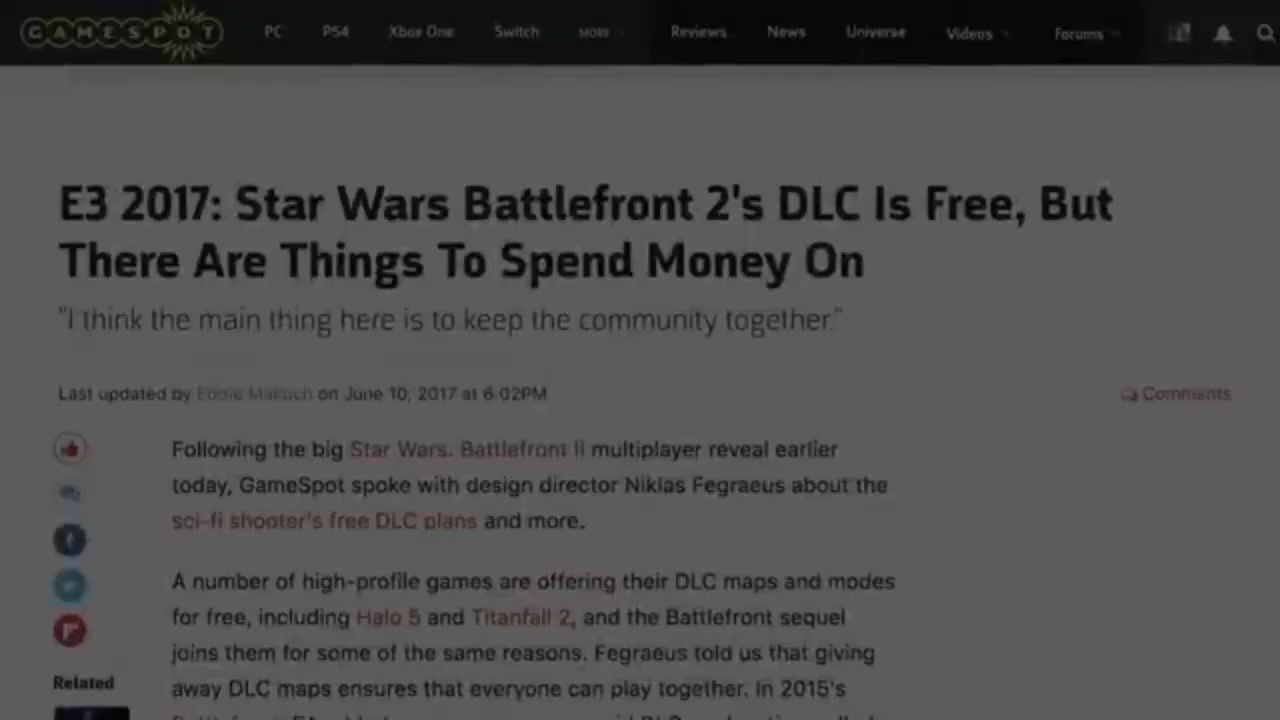 GAMESPOT PC PS4 Xbox One Switch MORE Reviews News Universe Videos Forums
E3 2017: Star Wars Battlefront 2's DLC Is Free, But
There Are Things To Spend Money On
"I think the main thing here is to keep the community together."
Last updated by Eddie Makuch on June 10, 2017 at 6:02PM
Comments
Following the big Star Wars: Battlefront II multiplayer reveal earlier
today, GameSpot spoke with design director Niklas Fegraeus about the
sci-fi shooter's free DLC plans and more.
A number of high-profile games are offering their DLC maps and modes
for free, including Halo 5 and Titanfall 2, and the Battlefront sequel
joins them for some of the same reasons. Fegraeus told us that giving
away DLC maps ensures that everyone can play together. In 2015's
Related